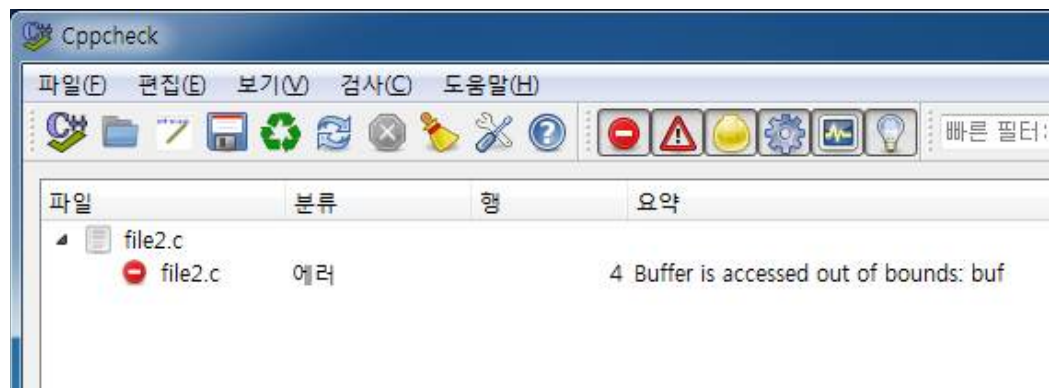 Cppcheck
파일(F) 편집(E) 보기(V) 검사(C) 도움말(H)
빠른 필터:
파일 분류 행 요약
file2.c
file2.c 에러 4 Buffer is accessed out of bounds: buf